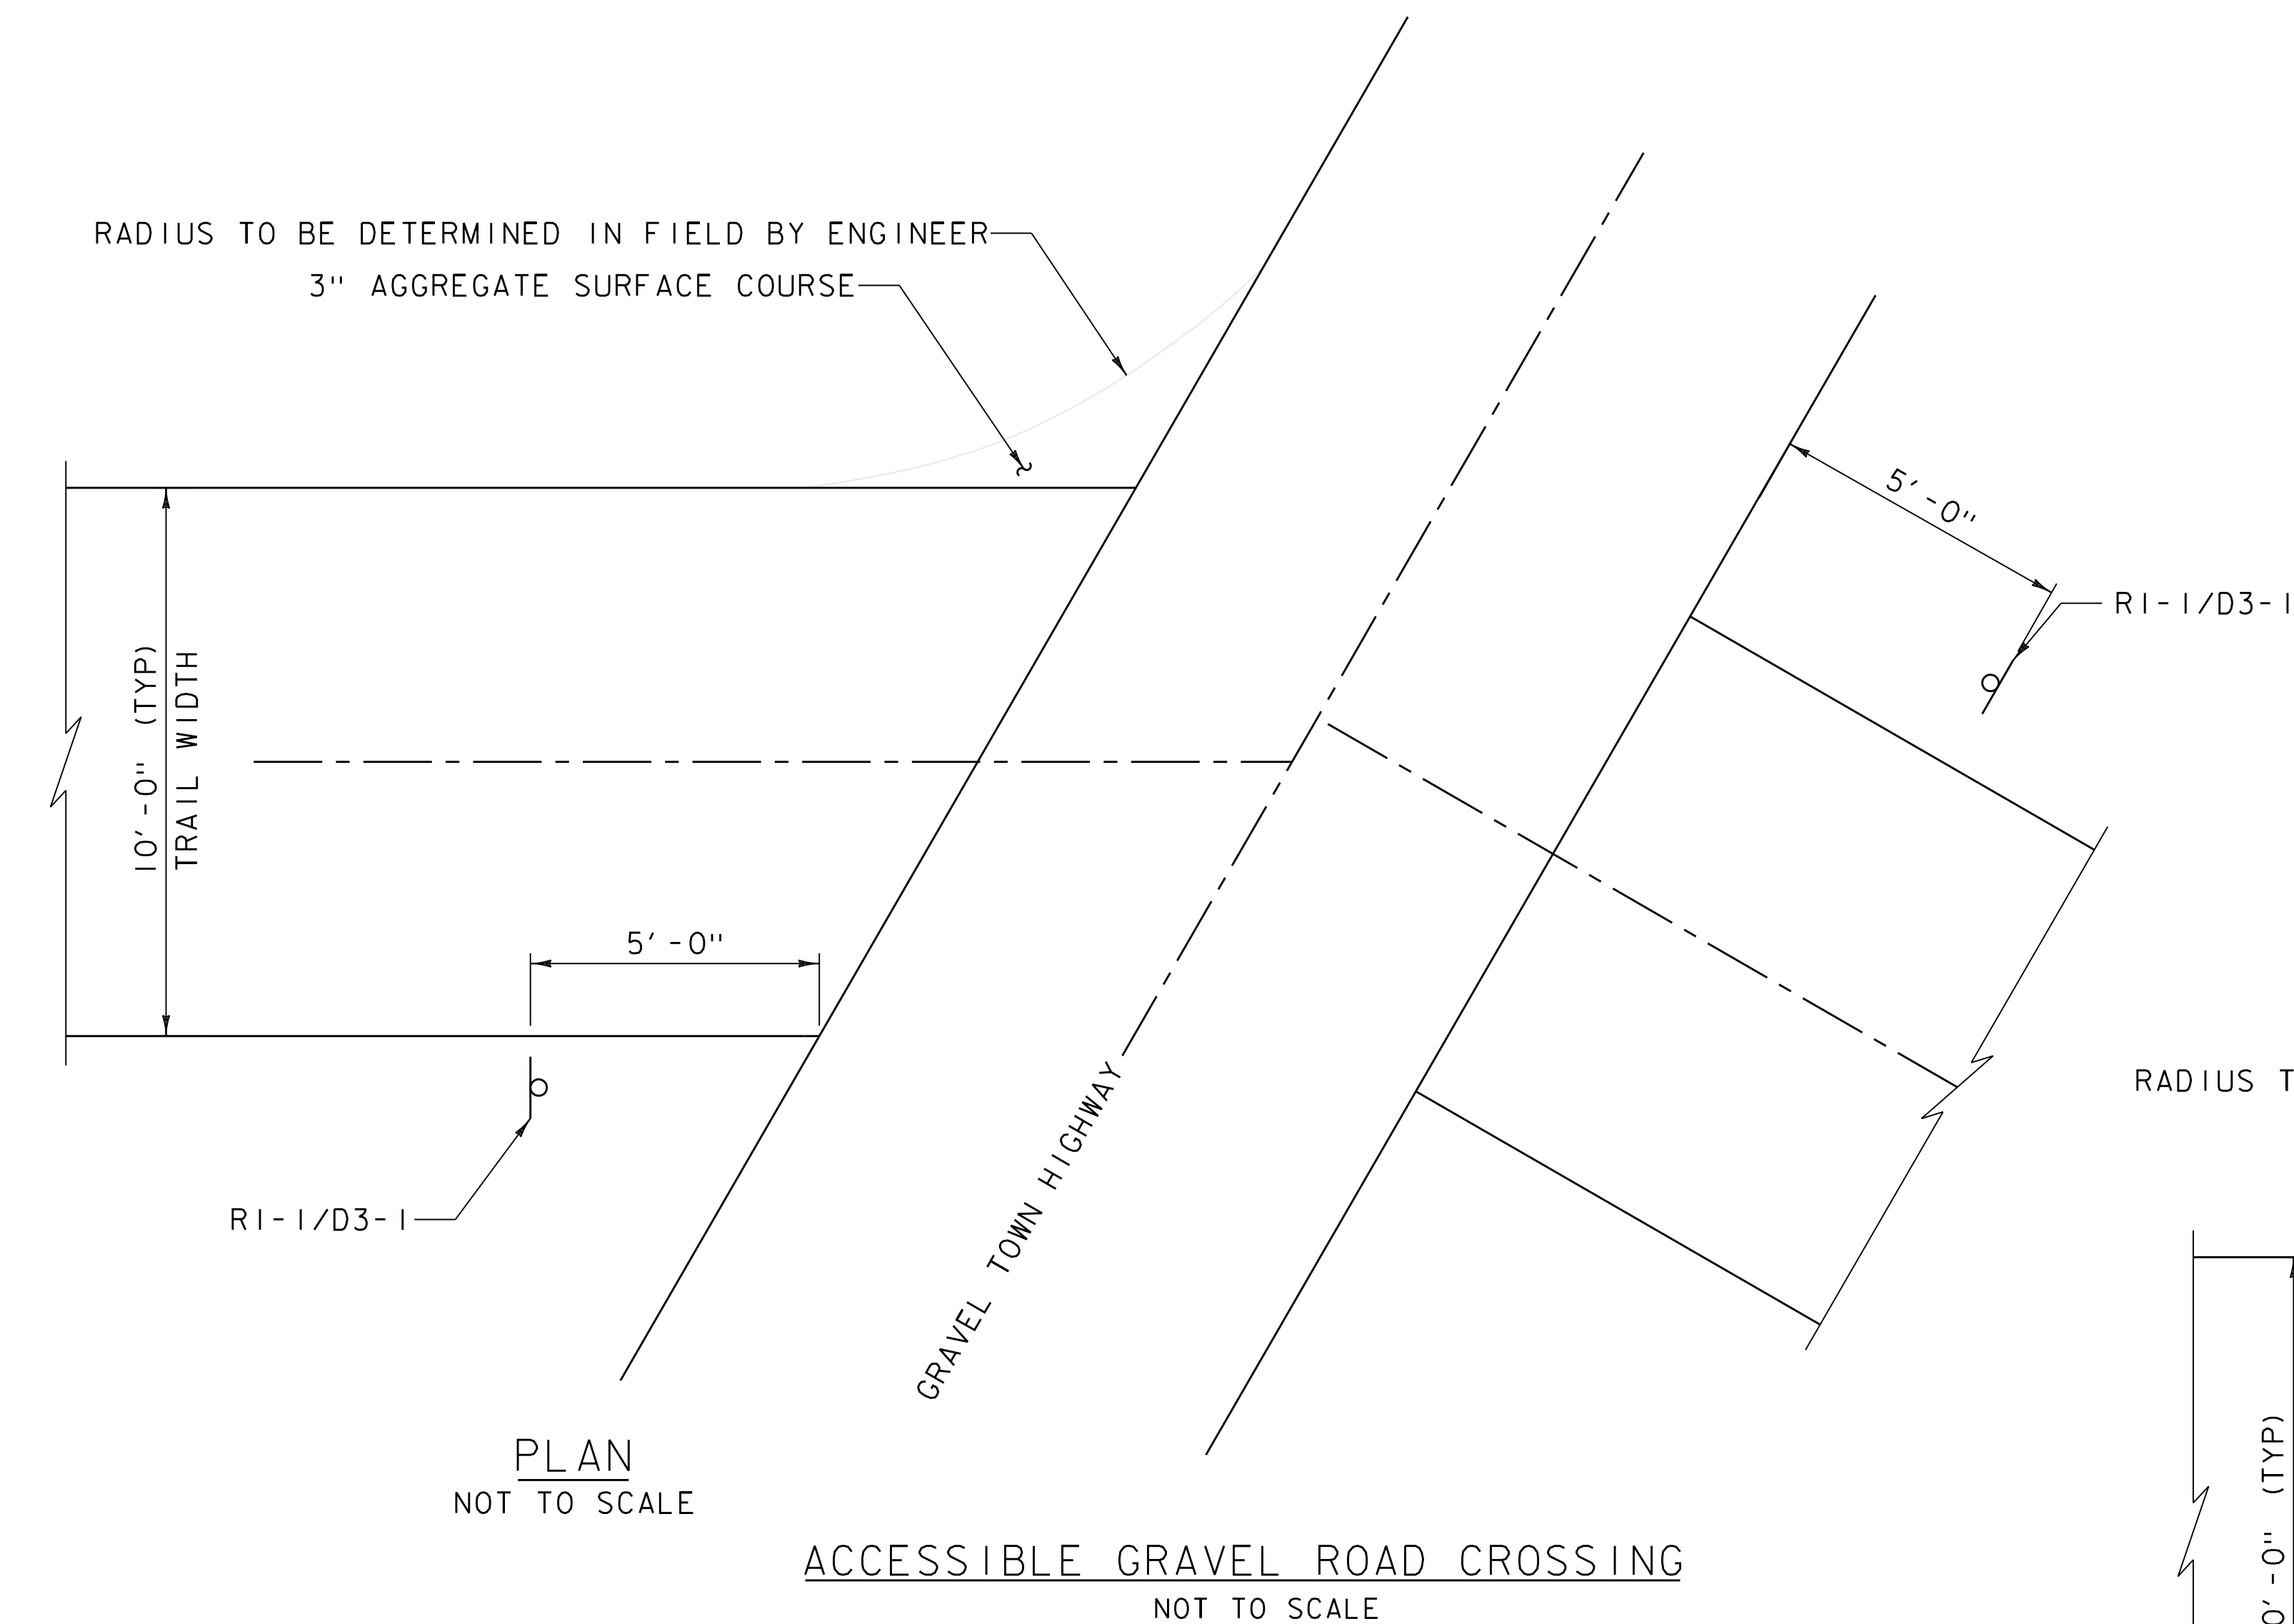 RADIUS TO BE DETERMINED IN FIELD BY ENGINEER
3" AGGREGATE SURFACE COURSE
5'-0"
R1-1/D3-1
10'-0" (TYP)
TRAIL WIDTH
5'-0"
R1-1/D3-1
GRAVEL TOWN HIGHWAY
RADIUS T
0'-0" (TYP)
PLAN
NOT TO SCALE
ACCESSIBLE GRAVEL ROAD CROSSING
NOT TO SCALE